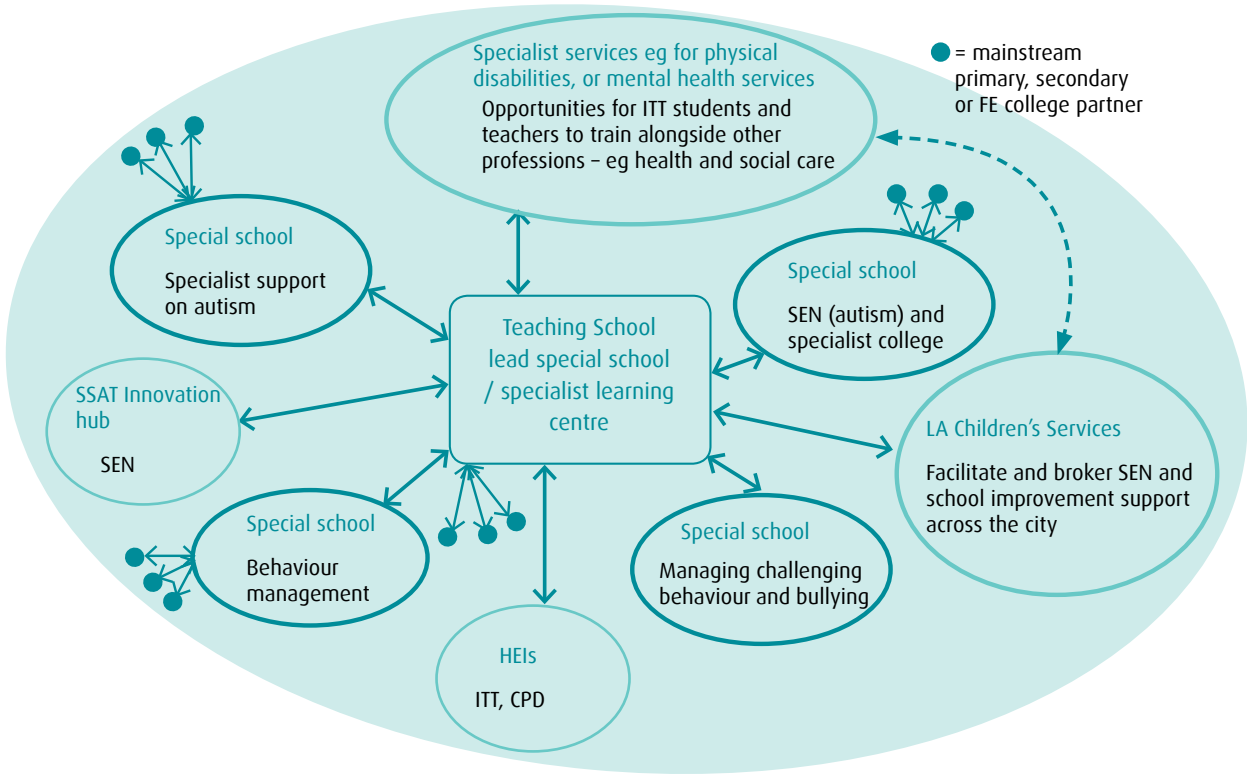 Specialist services eg for physical
disabilities, or mental health services
Opportunities for ITT students and
teachers to train alongside other
professions – eg health and social care
= mainstream
primary, secondary
or FE college partner
Special school
Specialist support
on autism
Special school
SEN (autism) and
specialist college
Teaching School
lead special school
/ specialist learning
centre
SSAT Innovation
hub
SEN
LA Children’s Services
Facilitate and broker SEN and
school improvement support
across the city
Special school
Behaviour
management
Special school
Managing challenging
behaviour and bullying
HEIs
ITT, CPD